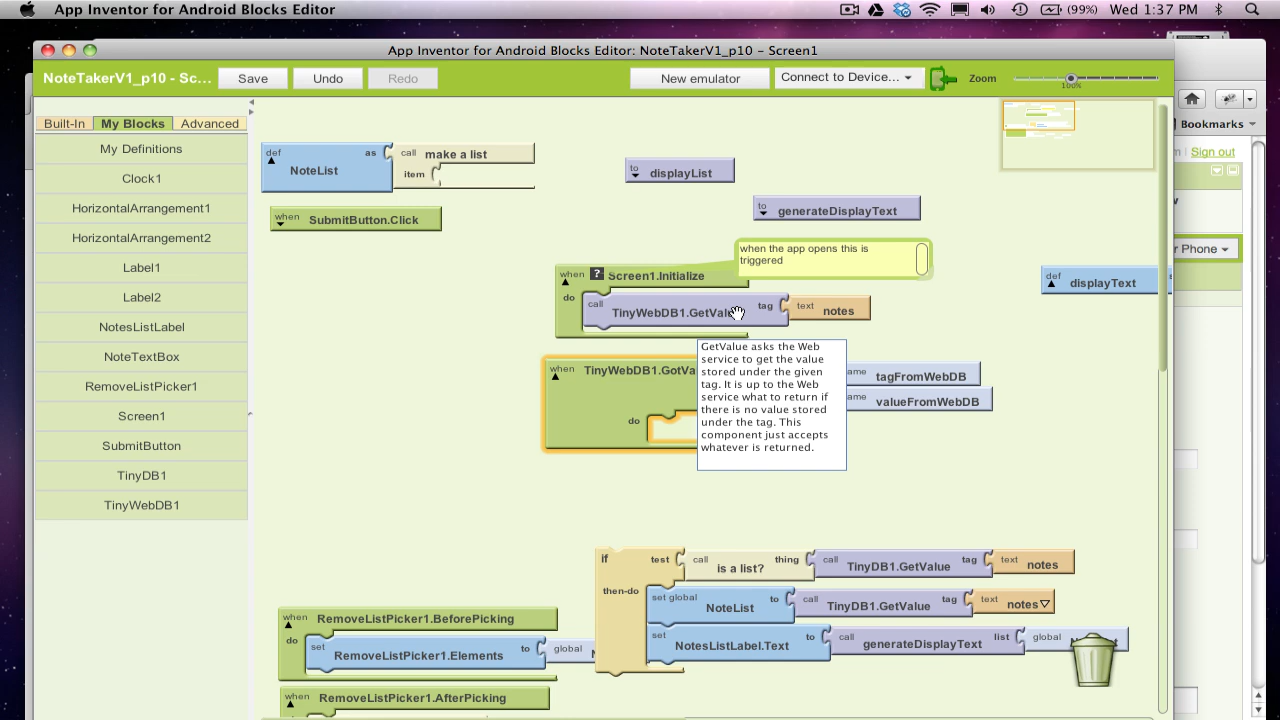 App Inventor for Android Blocks Editor
(99%) Wed 1:37 PM
App Inventor for Android Blocks Editor: NoteTakerV1_p10 – Screen1
NoteTakerV1_p10 – Sc...
Save
Undo
Redo
New emulator
Connect to Device...
Zoom
100%
Bookmarks
Sign out
Phone
Built-In
My Blocks
Advanced
My Definitions
Clock1
HorizontalArrangement1
HorizontalArrangement2
Label1
Label2
NotesListLabel
NoteTextBox
RemoveListPicker1
Screen1
SubmitButton
TinyDB1
TinyWebDB1
def NoteList as call make a list
item
to displayList
when SubmitButton.Click
to generateDisplayText
when the app opens this is
triggered
when ? Screen1.Initialize
def displayText
do call TinyWebDB1.GetValue tag text notes
when TinyWebDB1.GotVa
do
GetValue asks the Web
service to get the value
stored under the given
tag. It is up to the Web
service what to return if
there is no value stored
under the tag. This
component just accepts
whatever is returned.
ame tagFromWebDB
ame valueFromWebDB
if test call is a list? thing call TinyDB1.GetValue tag text notes
then-do set global NoteList to call TinyDB1.GetValue tag text notes
set NotesListLabel.Text to call generateDisplayText list global
when RemoveListPicker1.BeforePicking
do set RemoveListPicker1.Elements to global
when RemoveListPicker1.AfterPicking